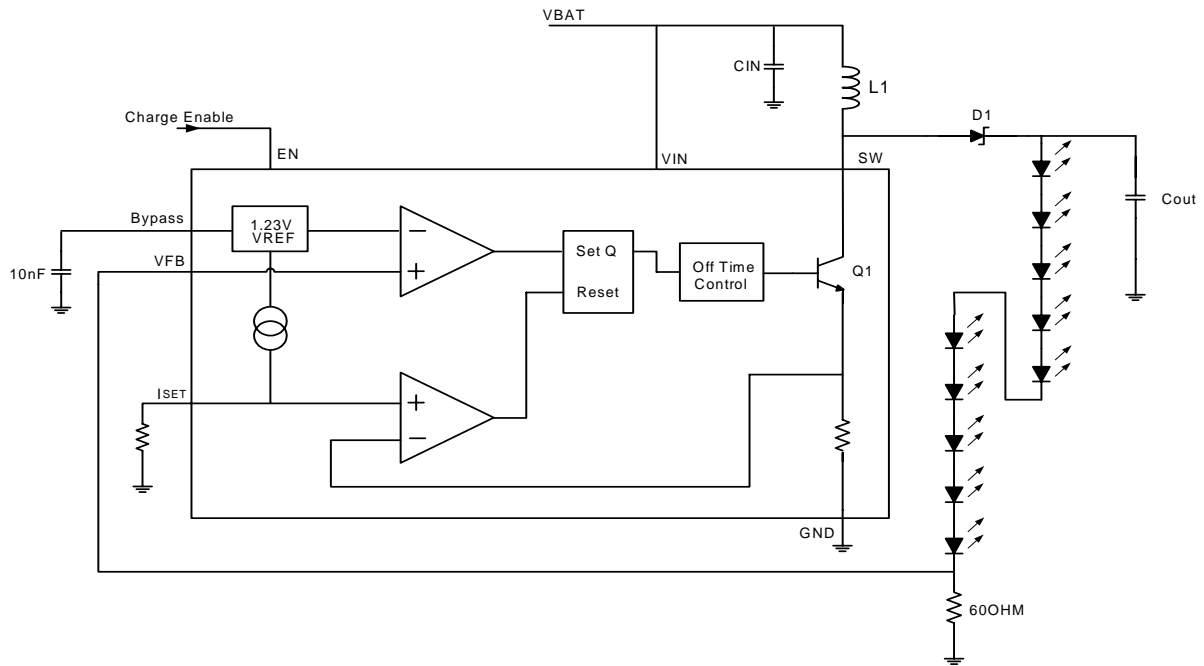 VBAT
CIN
L1
Charge Enable
D1
EN
VIN
SW
Bypass
1.23V
VREF
Set Q
Cout
VFB
10nF
Off Time
Control
Q1
Reset
ISET
GND
60OHM